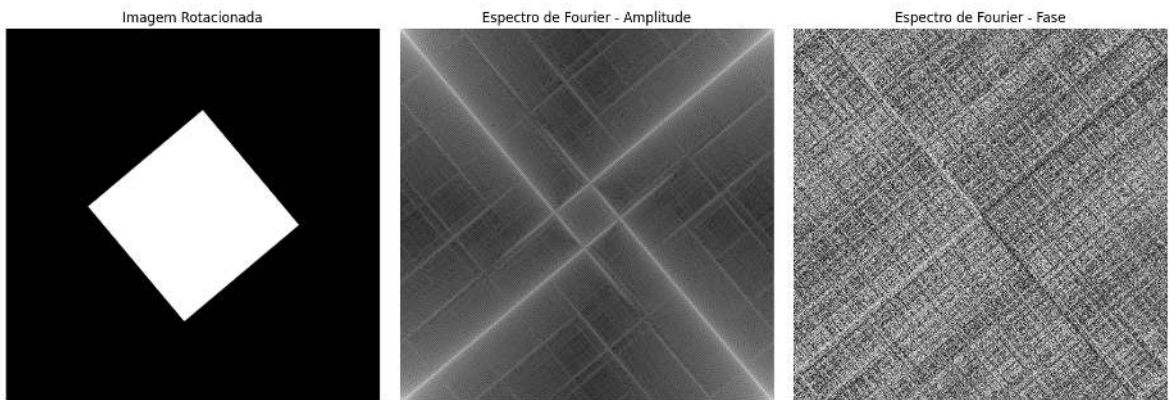 Imagem Rotacionada
Espectro de Fourier - Amplitude
Espectro de Fourier - Fase